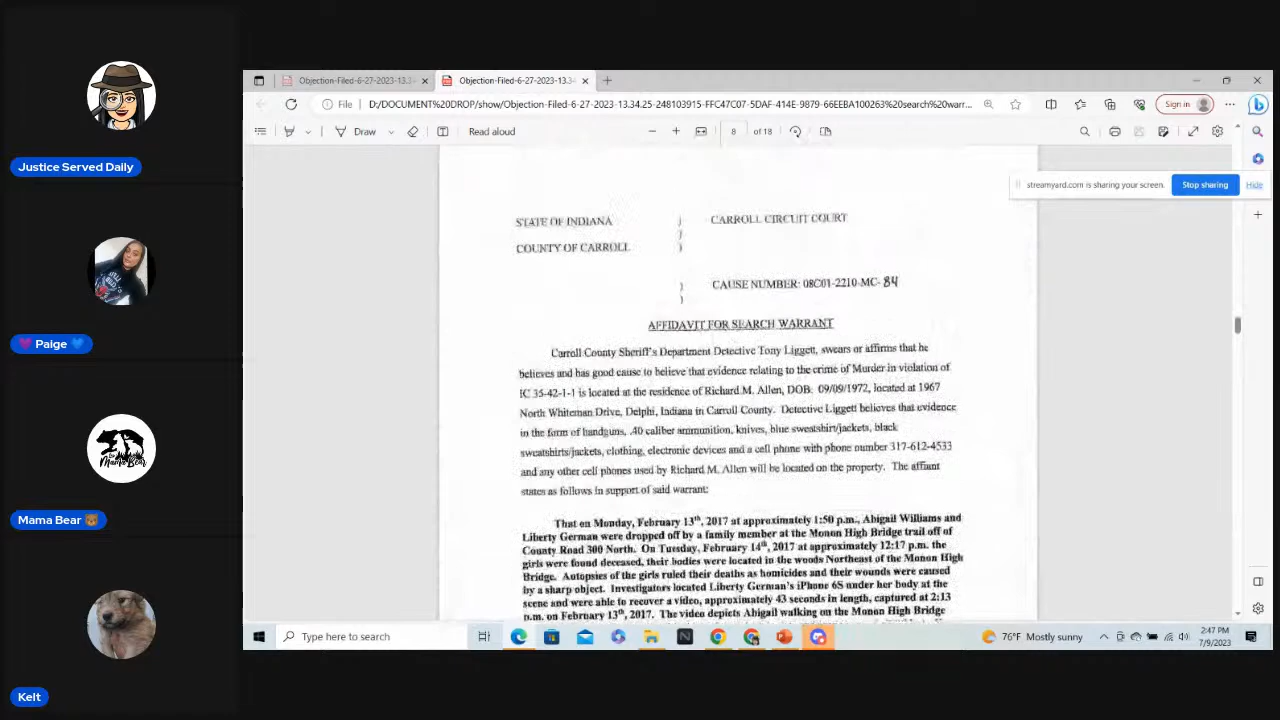 Justice Served Daily
Paige
Mama Bear
Kelt
Objection-Filed-6-27-2023-13.3
Objection-Filed-6-27-2023-13.34
File
D:/DOCUMENT%20DROP/show/Objection-Filed-6-27-2023-13.34.25-248103915-FFC47C07-5DAF-414E-9879-66EEBA100263%20search%20warr...
Sign in
Draw
Read aloud
8 of 18
streamyard.com is sharing your screen.
Stop sharing
Hide
STATE OF INDIANA ) CARROLL CIRCUIT COURT
)
COUNTY OF CARROLL )
) CAUSE NUMBER: 08C01-2210-MC-84
)
AFFIDAVIT FOR SEARCH WARRANT
Carroll County Sheriff's Department Detective Tony Liggett, swears or affirms that he
believes and has good cause to believe that evidence relating to the crime of Murder in violation of
IC 35-42-1-1 is located at the residence of Richard M. Allen, DOB: 09/09/1972, located at 1967
North Whiteman Drive, Delphi, Indiana in Carroll County. Detective Liggett believes that evidence
in the form of handguns, .40 caliber ammunition, knives, blue sweatshirt/jackets, black
sweatshirts/jackets, clothing, electronic devices and a cell phone with phone number 317-612-4533
and any other cell phones used by Richard M. Allen will be located on the property. The affiant
states as follows in support of said warrant:
That on Monday, February 13th, 2017 at approximately 1:50 p.m., Abigail Williams and
Liberty German were dropped off by a family member at the Monon High Bridge trail off of
County Road 300 North. On Tuesday, February 14th, 2017 at approximately 12:17 p.m. the
girls were found deceased, their bodies were located in the woods Northeast of the Monon High
Bridge. Autopsies of the girls ruled their deaths as homicides and their wounds were caused
by a sharp object. Investigators located Liberty German's iPhone 6S under her body at the
scene and were able to recover a video, approximately 43 seconds in length, captured at 2:13
p.m. on February 13th, 2017. The video depicts Abigail walking on the Monon High Bridge
Type here to search
76°F Mostly sunny
2:47 PM
7/9/2023